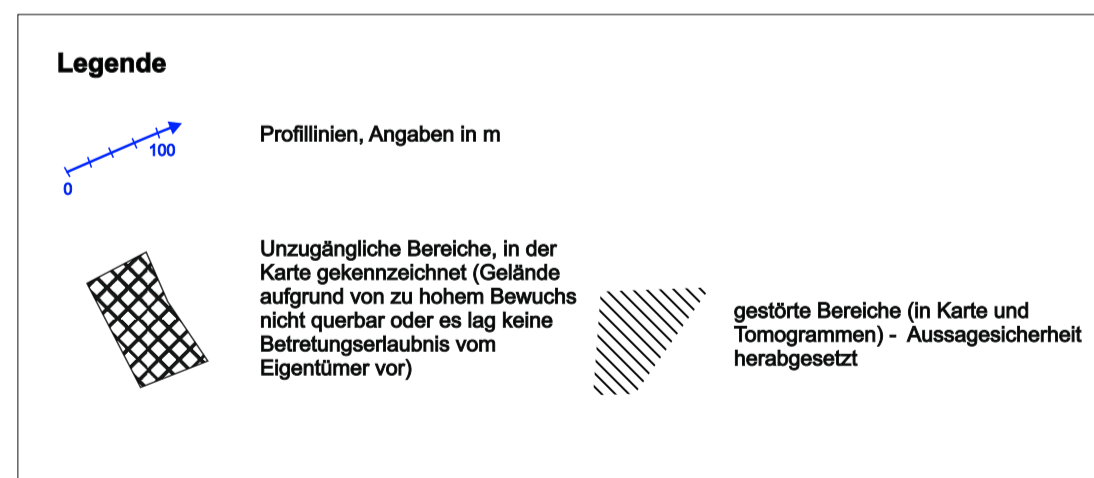 Legende
Profillinien, Angaben in m
100
0
Unzugängliche Bereiche, in der
Karte gekennzeichnet (Gelände
aufgrund von zu hohem Bewuchs
nicht querbar oder es lag keine
Betretungserlaubnis vom
Eigentümer vor)
gestörte Bereiche (in Karte und
Tomogrammen) - Aussagesicherheit
herabgesetzt